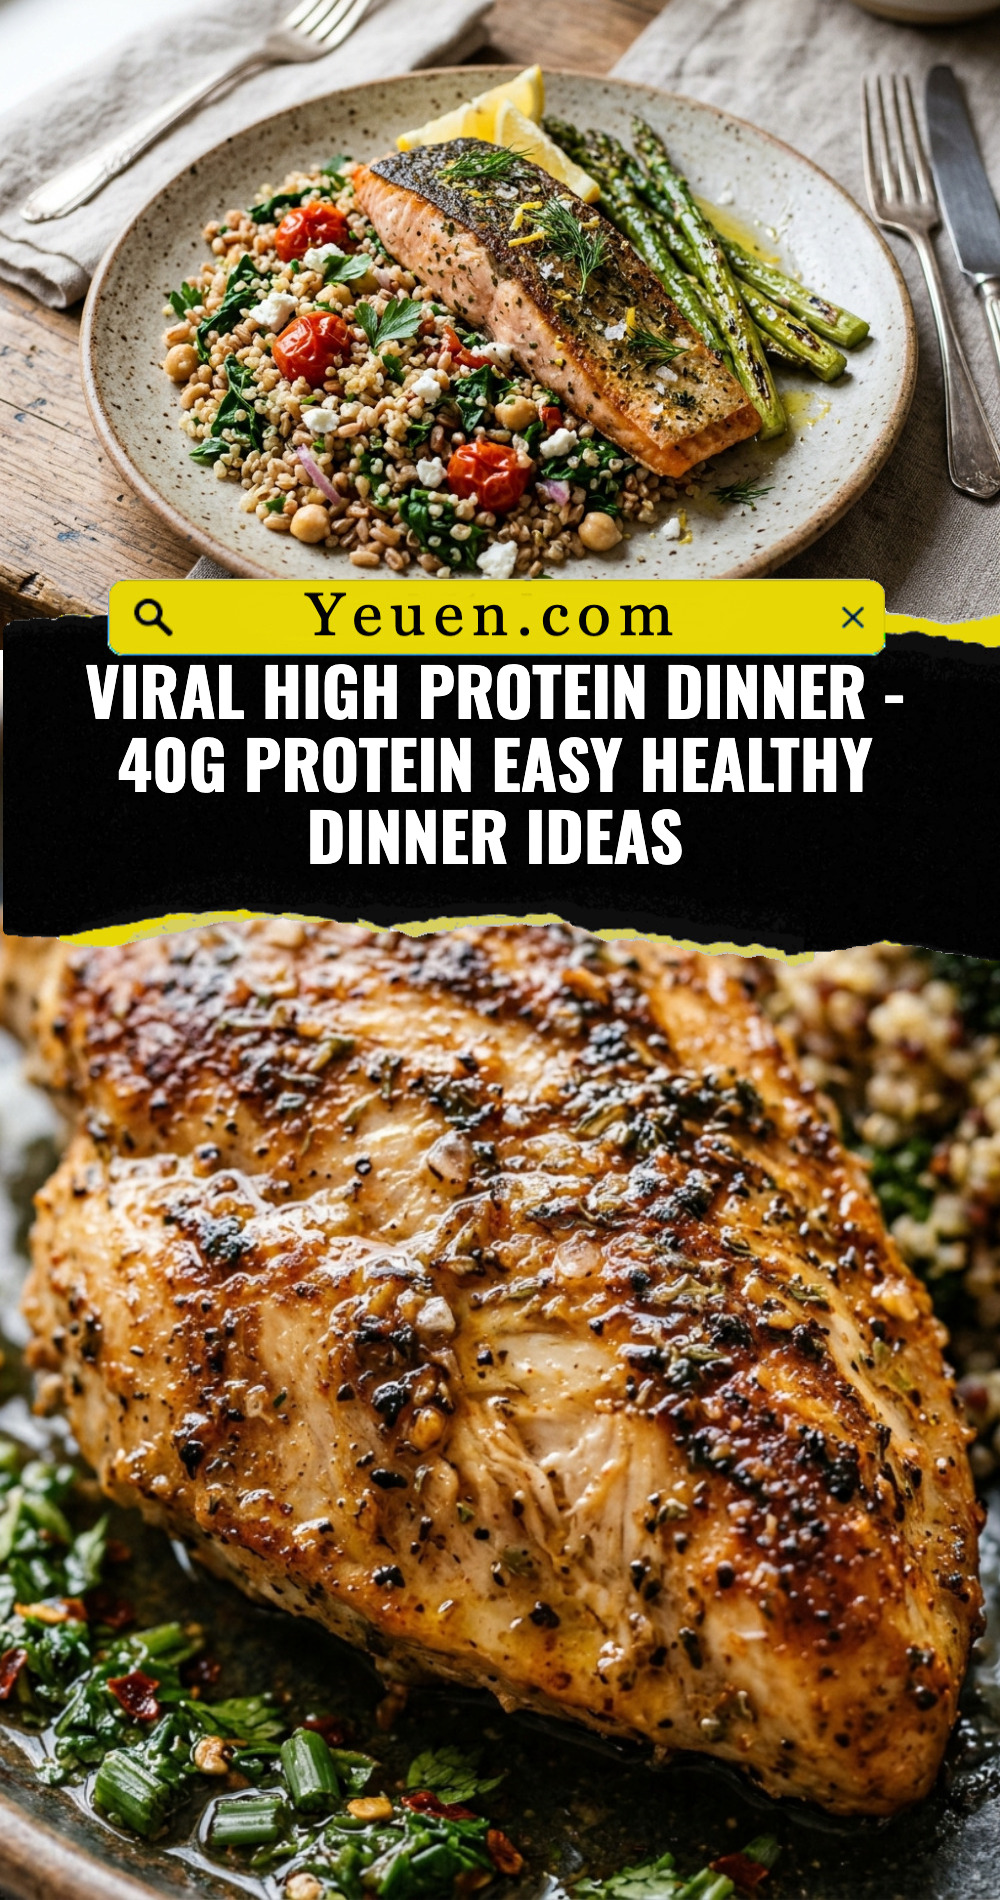 Yeuen.com
VIRAL HIGH PROTEIN DINNER -
40G PROTEIN EASY HEALTHY
DINNER IDEAS